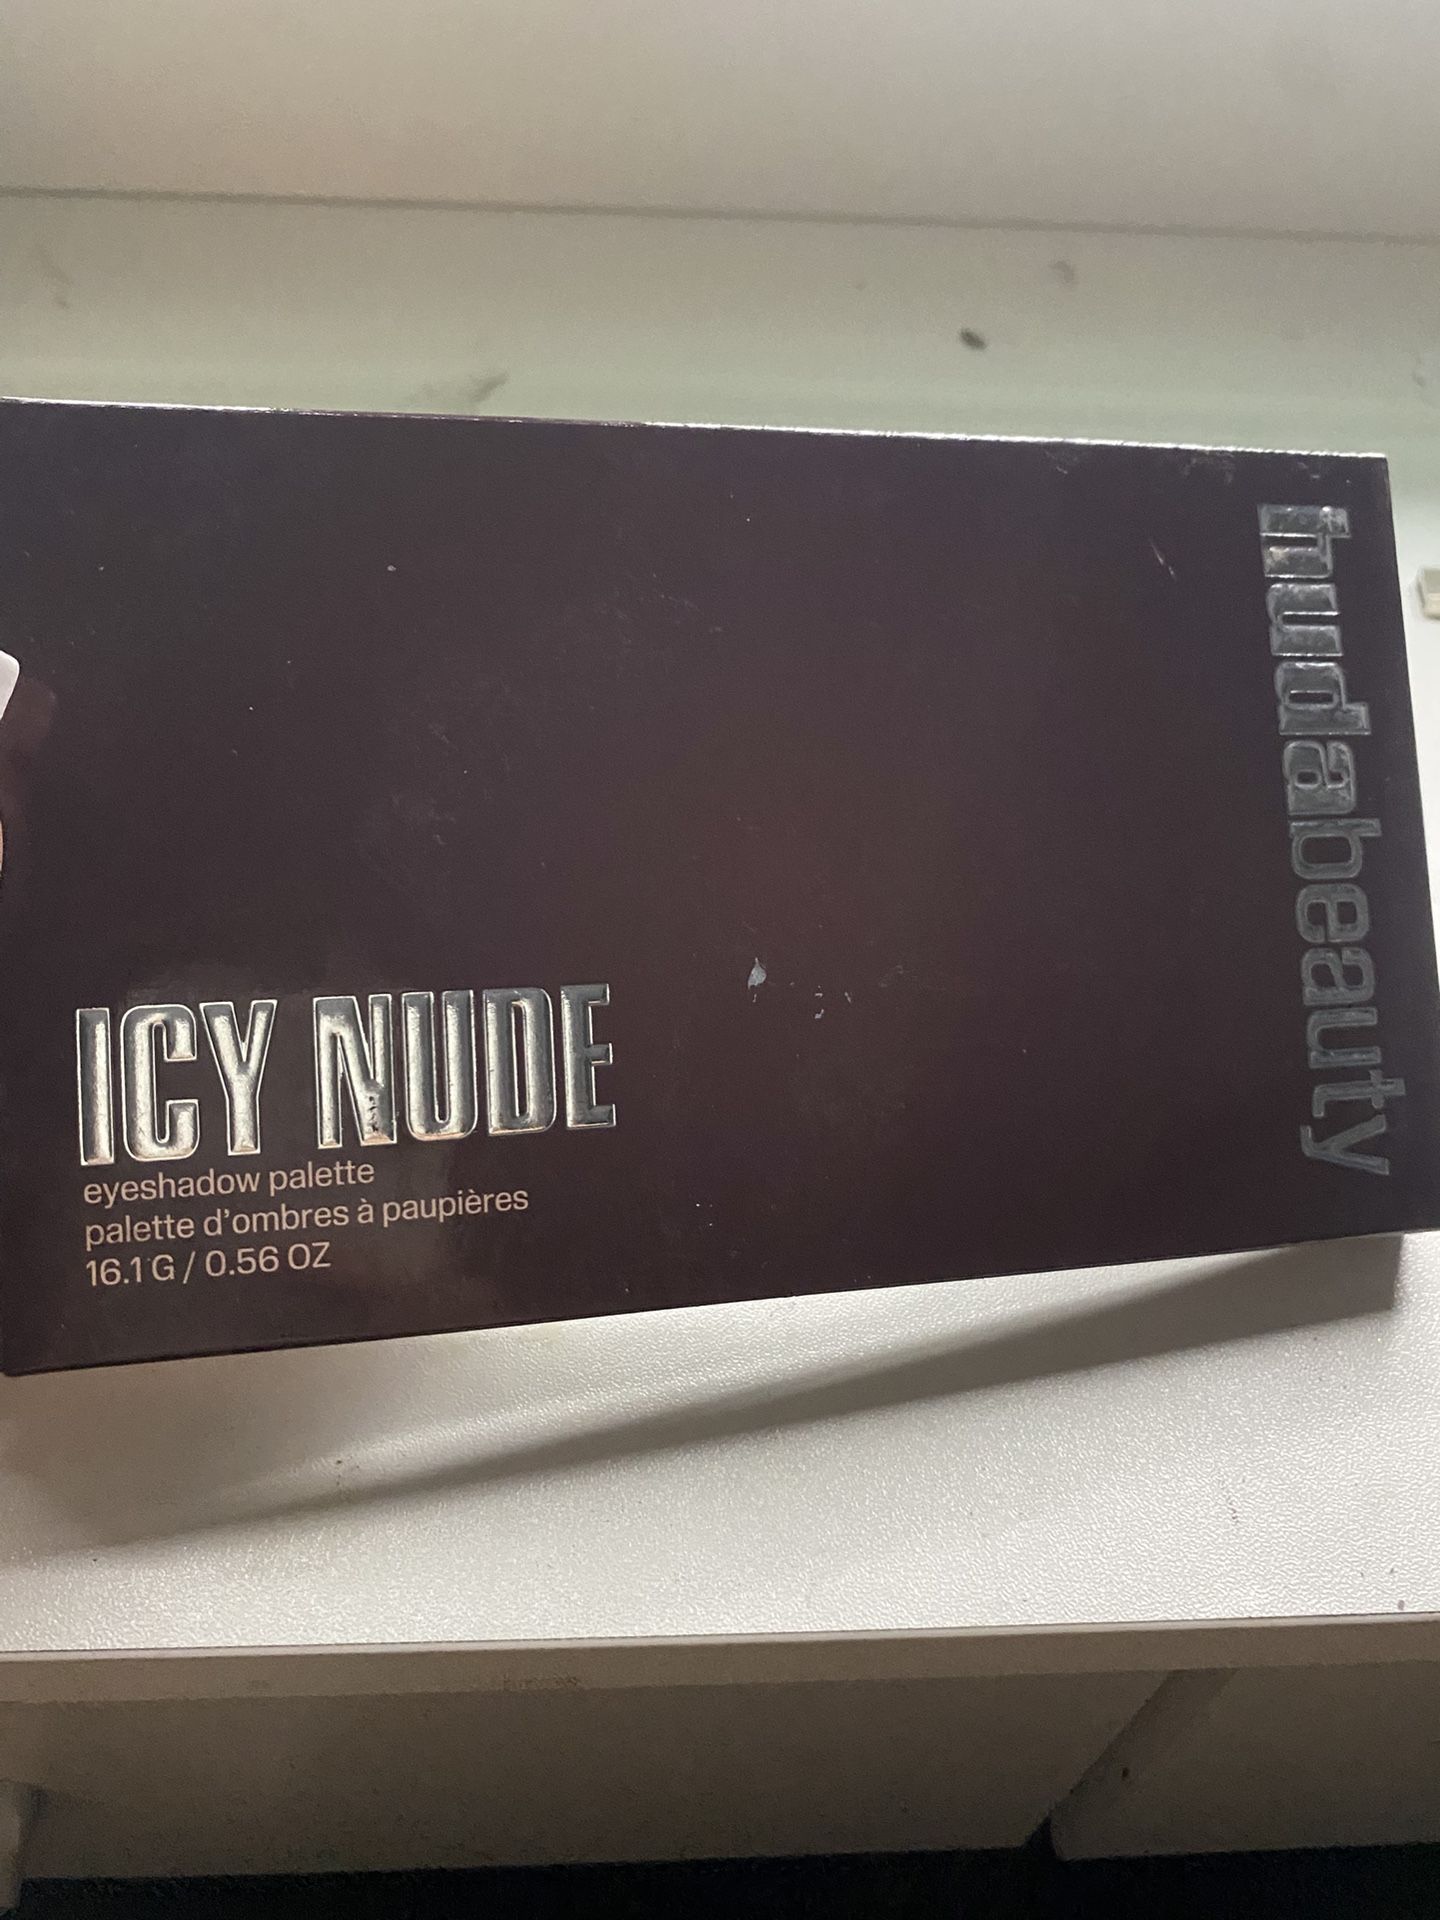 hudabeauty
ICY NUDE
eyeshadow palette
palette d'ombres à paupières
16.1 G / 0.56 OZ